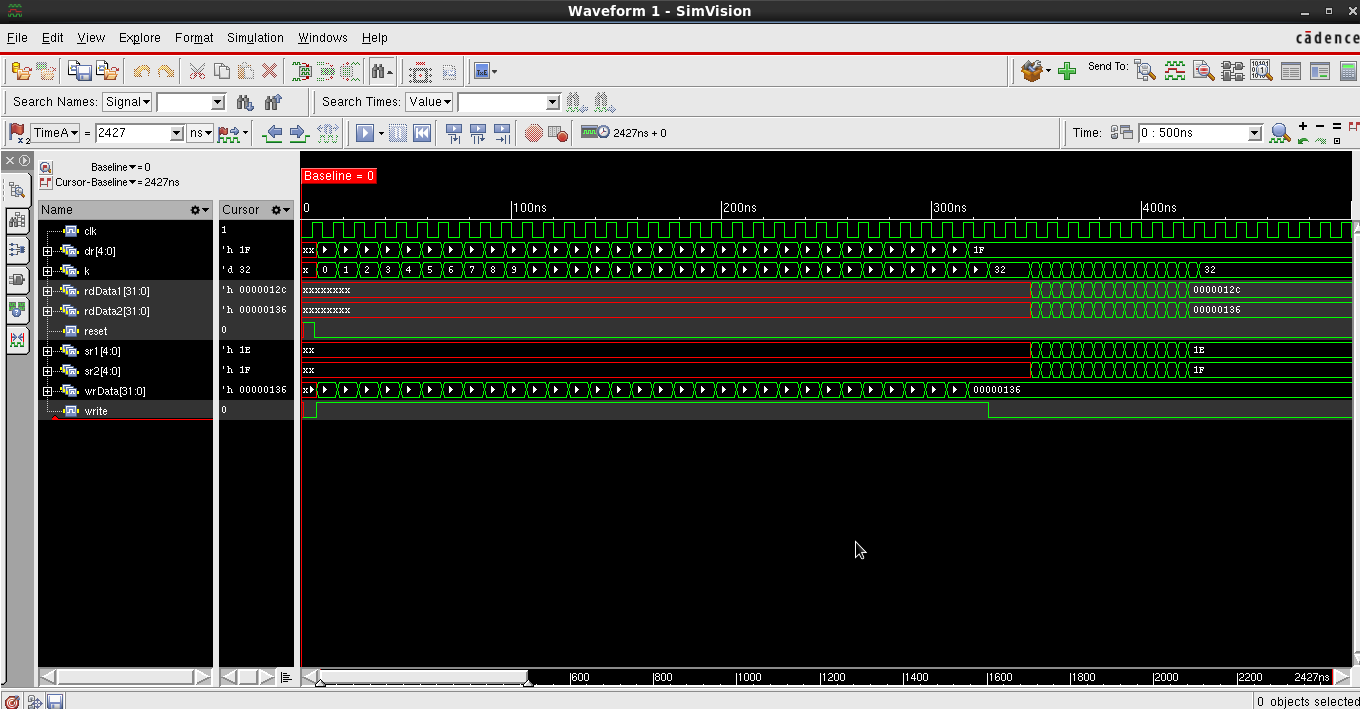 Waveform 1 - SimVision
File Edit View Explore Format Simulation Windows Help
cādence
Send To:
Search Names: Signal
Search Times: Value
x2 TimeA = 2427 ns
2427ns + 0
Time: 0 : 500ns
Baseline = 0
Cursor-Baseline = 2427ns
Baseline = 0
Name Cursor
0 100ns 200ns 300ns 400ns
clk 1
dr[4:0] 'h 1F xx 1F
k 'd 32 x 0 1 2 3 4 5 6 7 8 9 32 32
rdData1[31:0] 'h 0000012c xxxxxxxx 0000012c
rdData2[31:0] 'h 00000136 xxxxxxxx 00000136
reset 0
sr1[4:0] 'h 1E xx 1E
sr2[4:0] 'h 1F xx 1F
wrData[31:0] 'h 00000136 x 00000136
write 0
600 800 1000 1200 1400 1600 1800 2000 2200 2427ns
0 objects selected